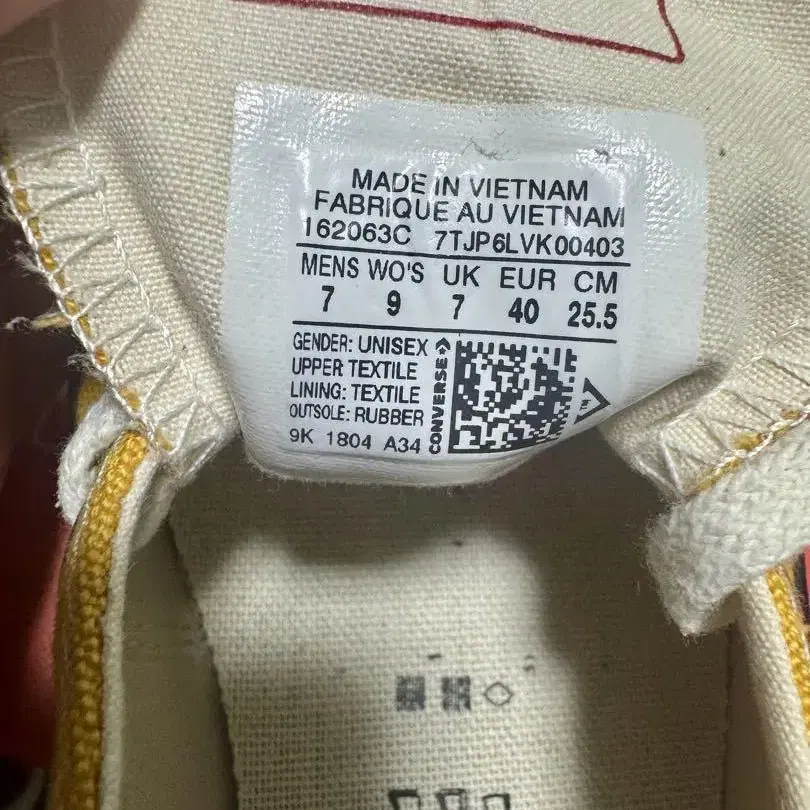 MADE IN VIETNAM
FABRIQUE AU VIETNAM
162063C 7TJP6LVK00403
MENS WO'S UK EUR CM
7 9 7 40 25.5
GENDER: UNISEX
UPPER TEXTILE
LINING: TEXTILE
OUTSOLE: RUBBER
9K 1804 A34
CONVERSE